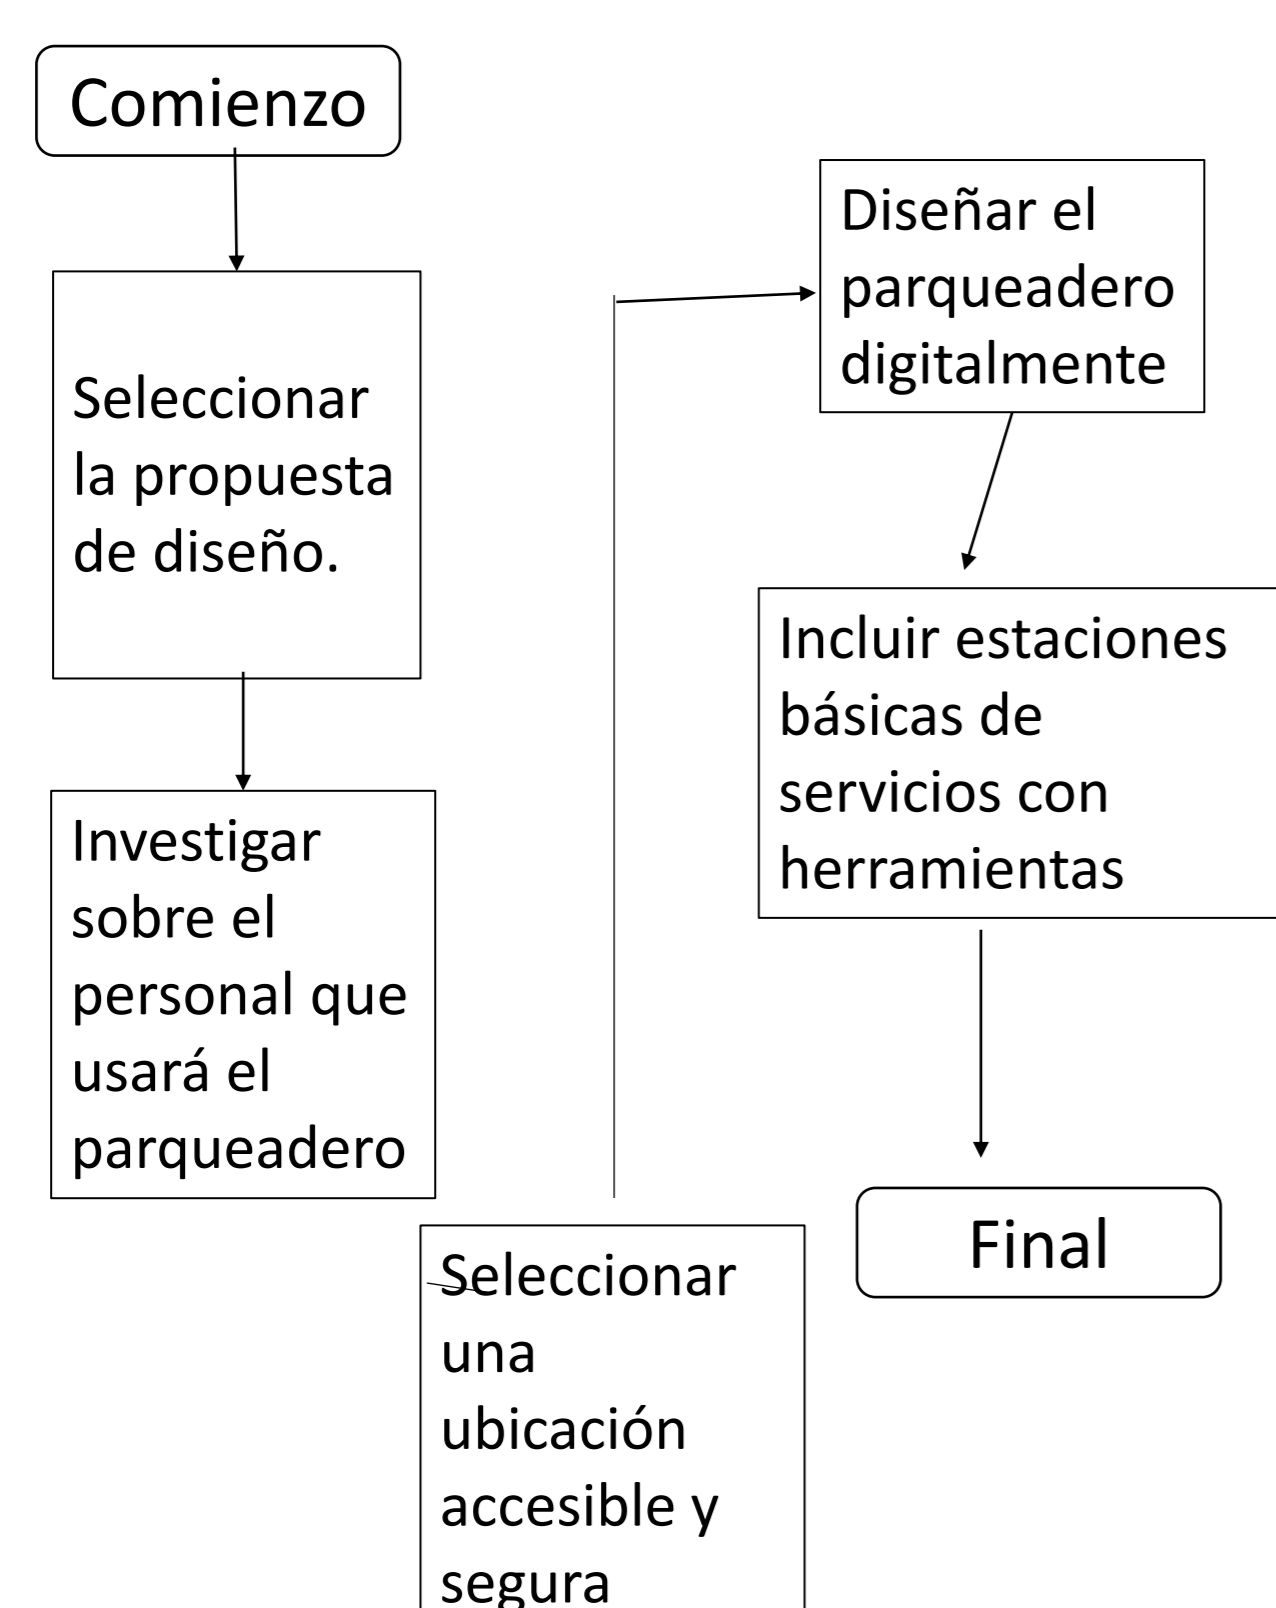 Comienzo
Seleccionar
la propuesta
de diseño.
Investigar
sobre el
personal que
usará el
parqueadero
Seleccionar
una
ubicación
accesible y
segura
Diseñar el
parqueadero
digitalmente
Incluir estaciones
básicas de
servicios con
herramientas
Final